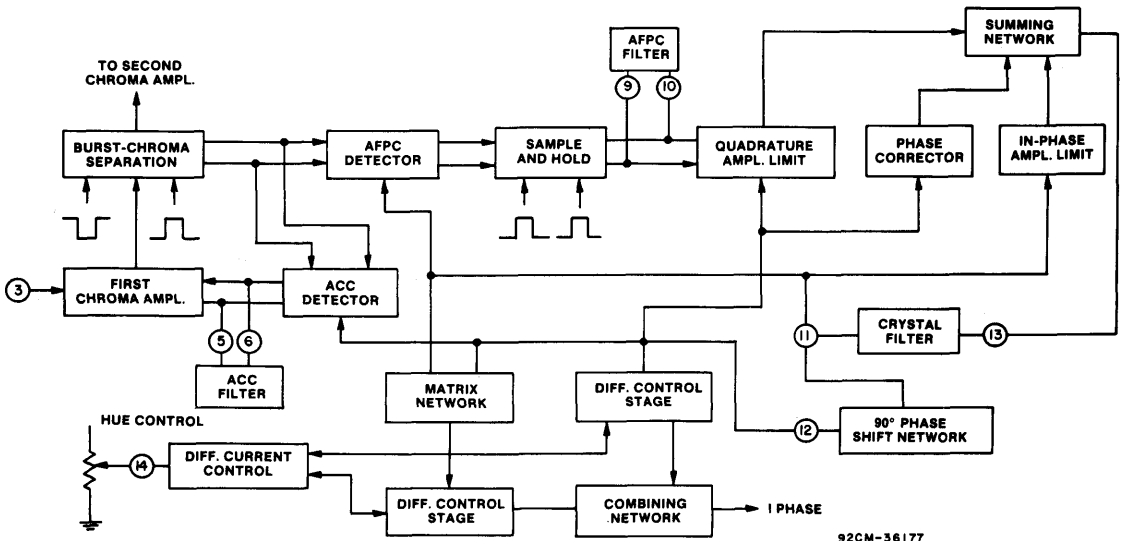 SUMMING
NETWORK
AFPC
FILTER
TO SECOND
CHROMA AMPL.
9
10
BURST-CHROMA
SEPARATION
AFPC
DETECTOR
SAMPLE
AND HOLD
QUADRATURE
AMPL. LIMIT
PHASE
CORRECTOR
IN-PHASE
AMPL. LIMIT
3
FIRST
CHROMA AMPL.
ACC
DETECTOR
5
6
11
CRYSTAL
FILTER
13
ACC
FILTER
MATRIX
NETWORK
DIFF. CONTROL
STAGE
12
90° PHASE
SHIFT NETWORK
HUE CONTROL
14
DIFF. CURRENT
CONTROL
DIFF. CONTROL
STAGE
COMBINING
NETWORK
I PHASE
92CM-36177